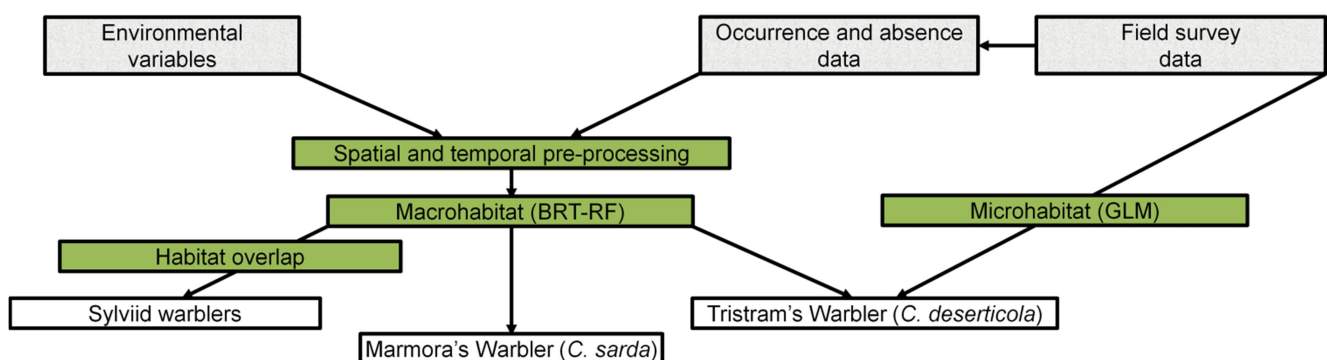 Environmental
variables
Occurrence and absence
data
Field survey
data
Spatial and temporal pre-processing
Macrohabitat (BRT-RF)
Microhabitat (GLM)
Habitat overlap
Sylviid warblers
Tristram’s Warbler (C. deserticola)
Marmora’s Warbler (C. sarda)